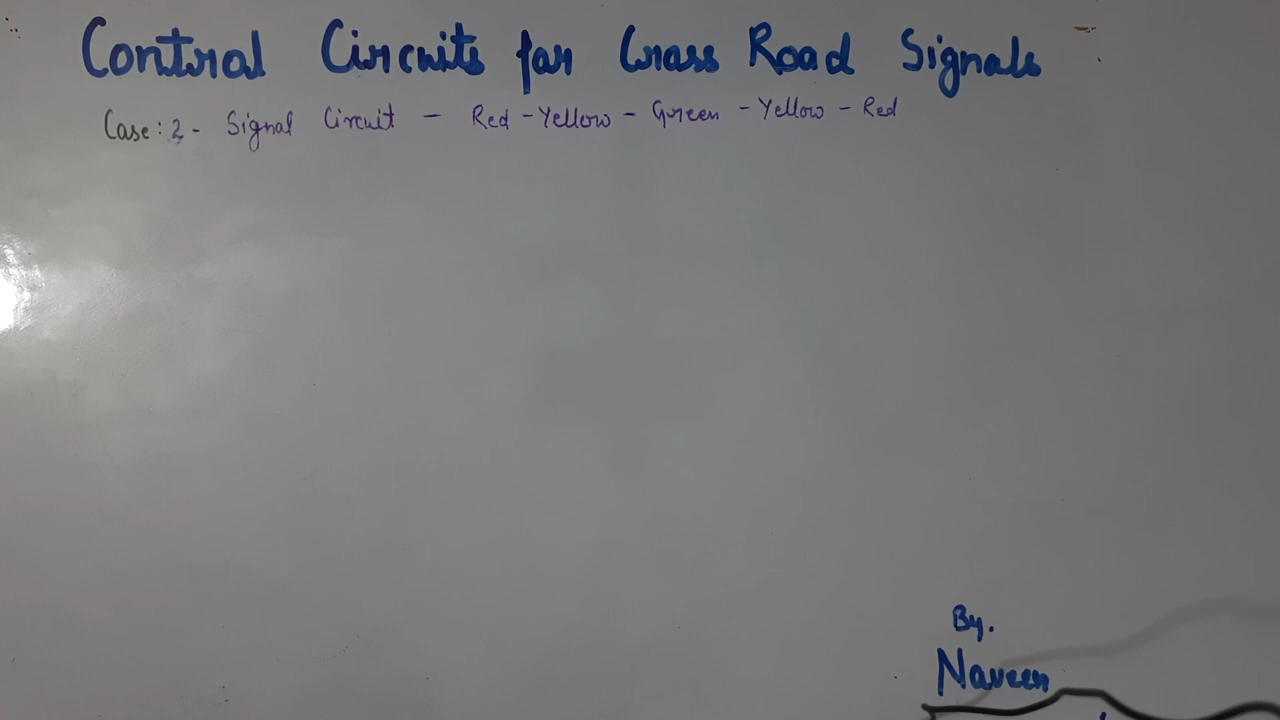 Control Circuits for Cross Road Signals
Case: 2 - Signal Circuit - Red - Yellow - Green - Yellow - Red
By.
Naveen